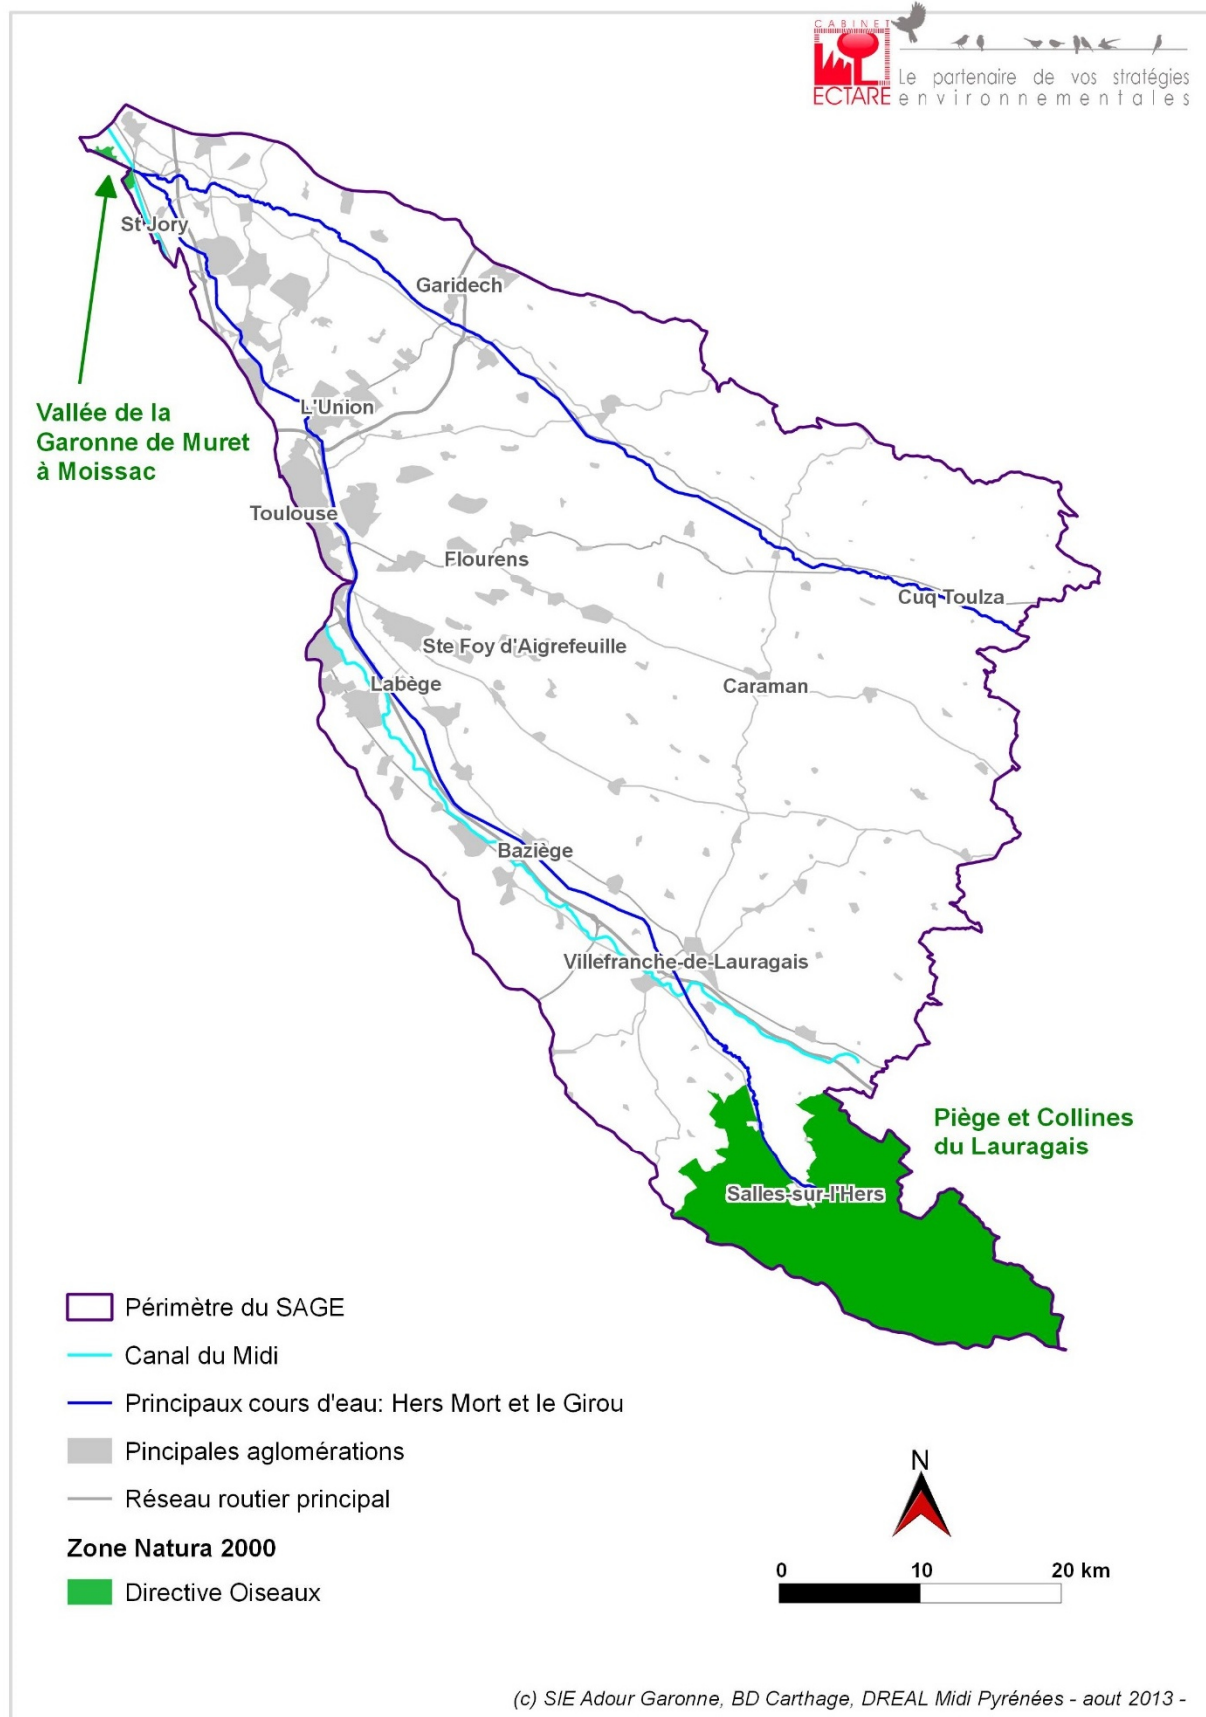 CABINET
ECTARE
Le partenaire de vos stratégies
environnementales
St Jory
Garidech
Vallée de la
Garonne de Muret
à Moissac
L'Union
Toulouse
Flourens
Cuq Toulza
Ste Foy d'Aigrefeuille
Labège
Caraman
Baziège
Villefranche-de-Lauragais
Piège et Collines
du Lauragais
Salles-sur-l'Hers
Périmètre du SAGE
Canal du Midi
Principaux cours d'eau: Hers Mort et le Girou
Pincipales aglomérations
Réseau routier principal
Zone Natura 2000
Directive Oiseaux
N
0 10 20 km
(c) SIE Adour Garonne, BD Carthage, DREAL Midi Pyrénées - aout 2013 -